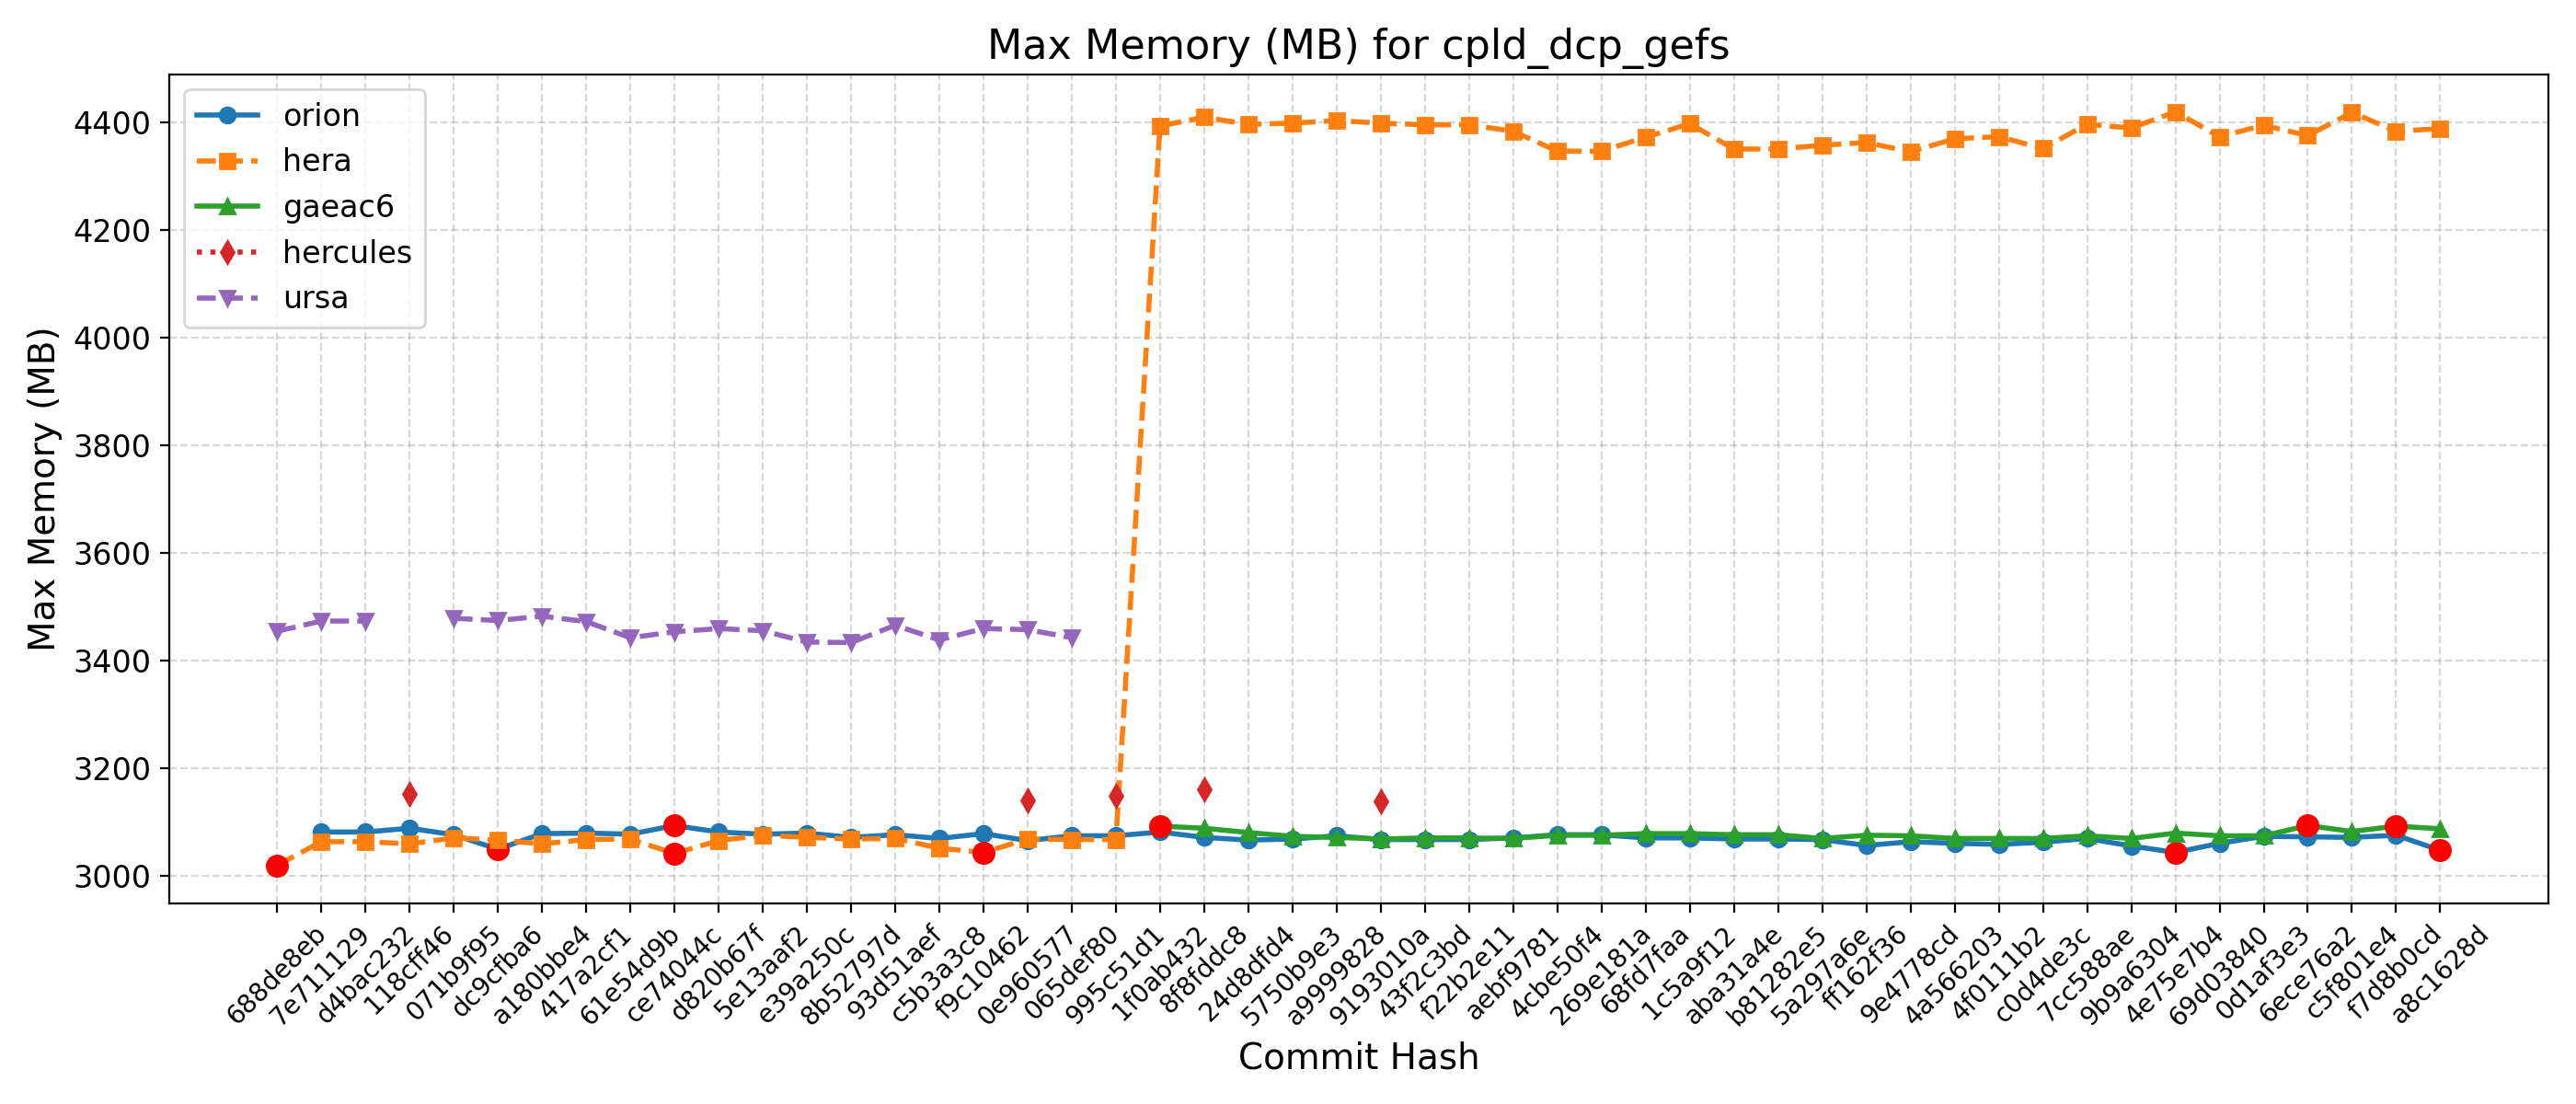 Max Memory (MB) for cpld_dcp_gefs
orion
hera
gaeac6
hercules
ursa
Max Memory (MB)
4400
4200
4000
3800
3600
3400
3200
3000
688de8eb
7e711129
d4bac232
118cff46
071b9f95
dc9cfba6
a180bbe4
417a2cf1
61e54d9b
ce74044c
d820b67f
5e13aaf2
e39a250c
8b52797d
93d51aef
c5b3a3c8
f9c10462
0e960577
065def80
995c51d1
1f0ab432
8f8fddc8
24d8dfd4
5750b9e3
a9999828
9193010a
43f2c3bd
f22b2e11
aebf9781
4cbe50f4
269e181a
68fd7faa
1c5a9f12
aba31a4e
b81282e5
5a297a6e
ff162f36
9e4778cd
4a566203
4f0111b2
c0d4de3c
7cc588ae
9b9a6304
4e75e7b4
69d03840
0d1af3e3
6ece76a2
c5f801e4
f7d8b0cd
a8c1628d
Commit Hash